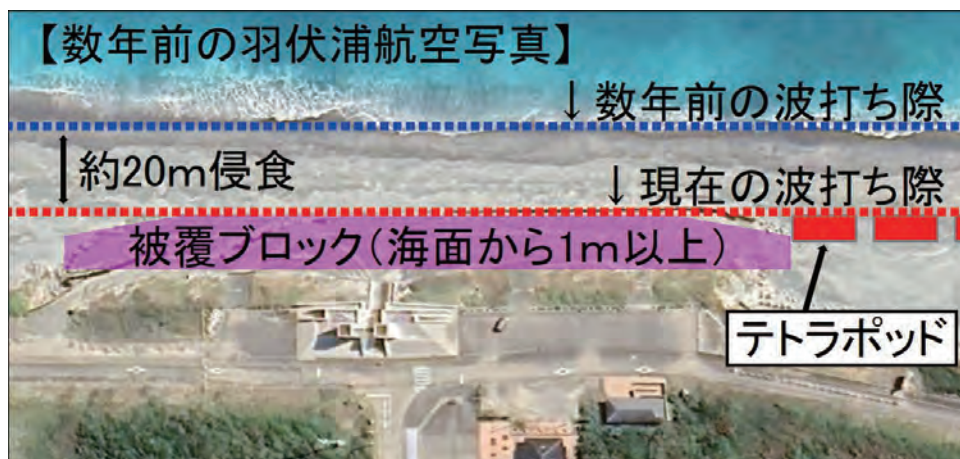 【数年前の羽伏浦航空写真】
↓数年前の波打ち際
約20m侵食
↓現在の波打ち際
被覆ブロック(海面から1m以上)
テトラポッド